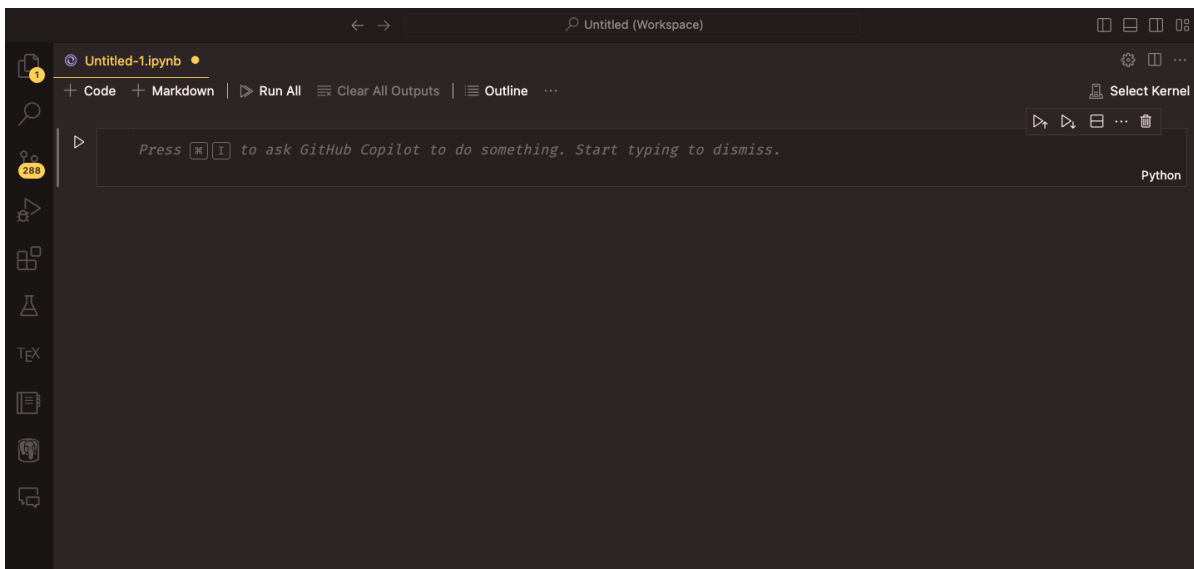 Untitled (Workspace)
1
Untitled-1.ipynb
Code Markdown Run All Clear All Outputs Outline ... Select Kernel
Press ⌘ I to ask GitHub Copilot to do something. Start typing to dismiss.
288
Python
TEX